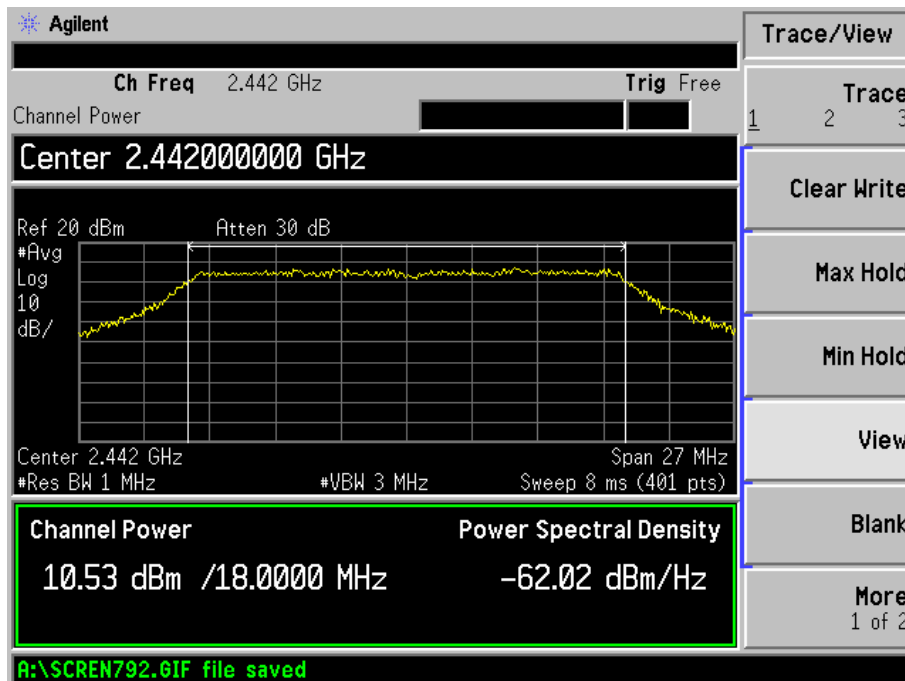 Agilent
Trace/View
Ch Freq 2.442 GHz Trig Free
Channel Power
Trace
1 2 3
Center 2.442000000 GHz
Clear Write
Ref 20 dBm Atten 30 dB
#Avg
Log
10
dB/
Max Hold
Min Hold
View
Center 2.442 GHz Span 27 MHz
#Res BW 1 MHz #VBW 3 MHz Sweep 8 ms (401 pts)
Channel Power Power Spectral Density
Blank
10.53 dBm /18.0000 MHz -62.02 dBm/Hz
More
1 of 2
A:\SCREN792.GIF file saved